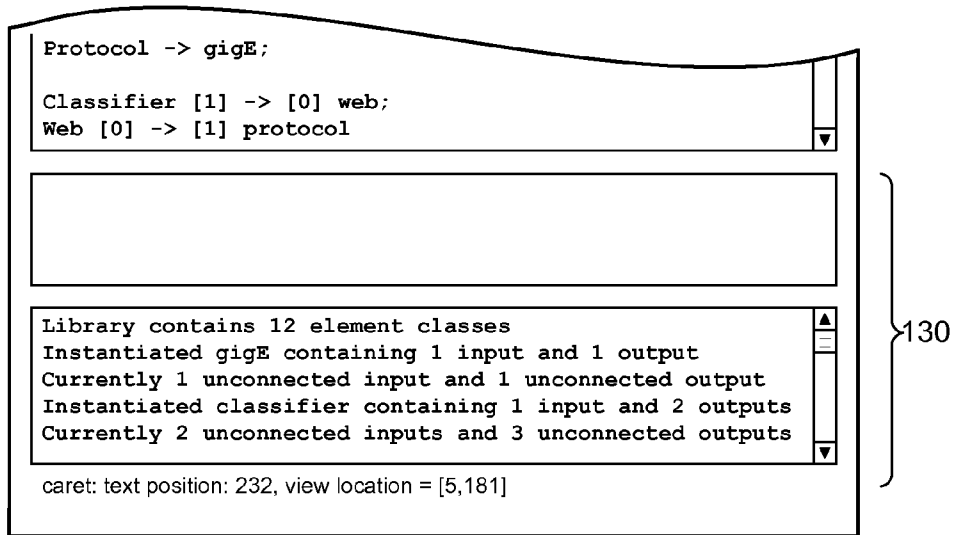 Protocol -> gigE;
Classifier [1] -> [0] web;
Web [0] -> [1] protocol
Library contains 12 element classes
Instantiated gigE containing 1 input and 1 output
Currently 1 unconnected input and 1 unconnected output
Instantiated classifier containing 1 input and 2 outputs
Currently 2 unconnected inputs and 3 unconnected outputs
130
caret: text position: 232, view location = [5,181]